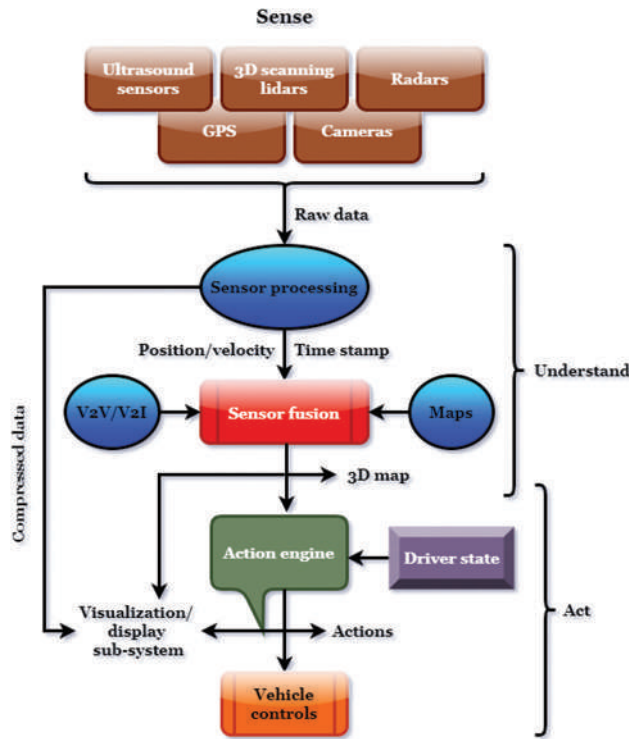 Sense
Ultrasound
sensors
3D scanning
lidars
Radars
GPS
Cameras
Raw data
Sensor processing
Position/velocity
Time stamp
Understand
V2V/V2I
Sensor fusion
Maps
Compressed data
3D map
Action engine
Driver state
Act
Visualization/
display
sub-system
Actions
Vehicle
controls